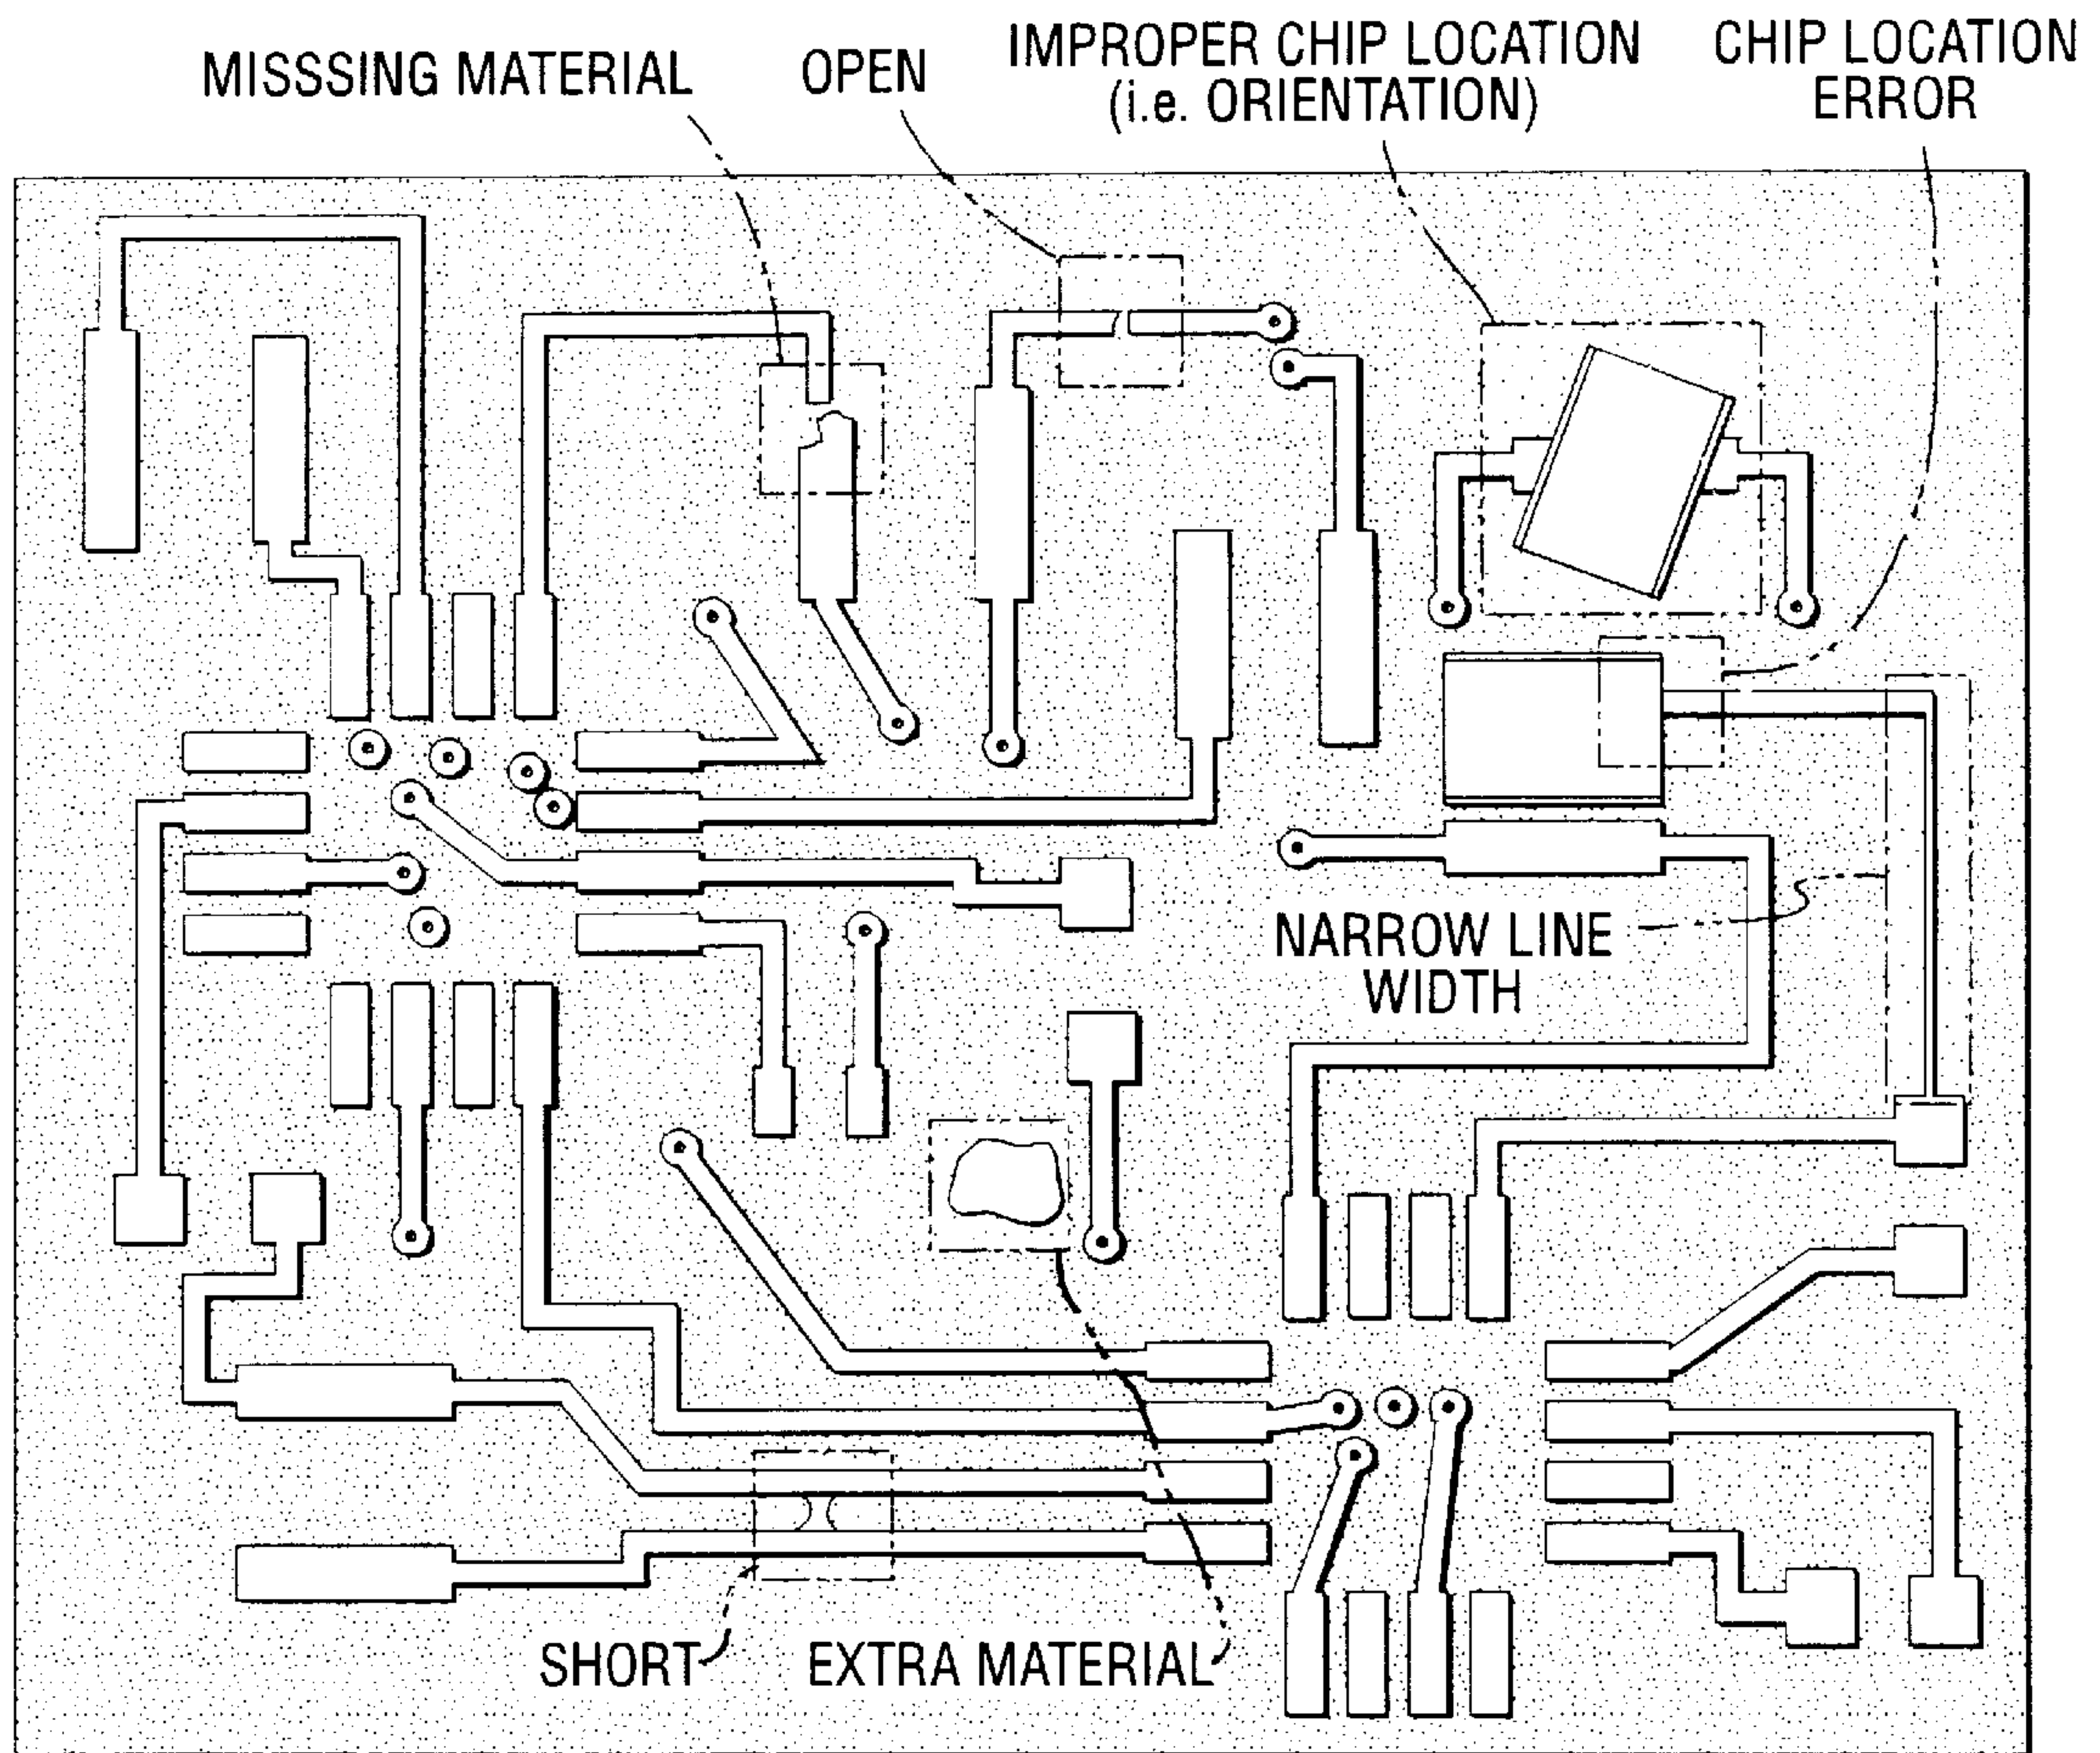 MISSSING MATERIAL
OPEN
IMPROPER CHIP LOCATION
(i.e. ORIENTATION)
CHIP LOCATION
ERROR
NARROW LINE
WIDTH
SHORT
EXTRA MATERIAL